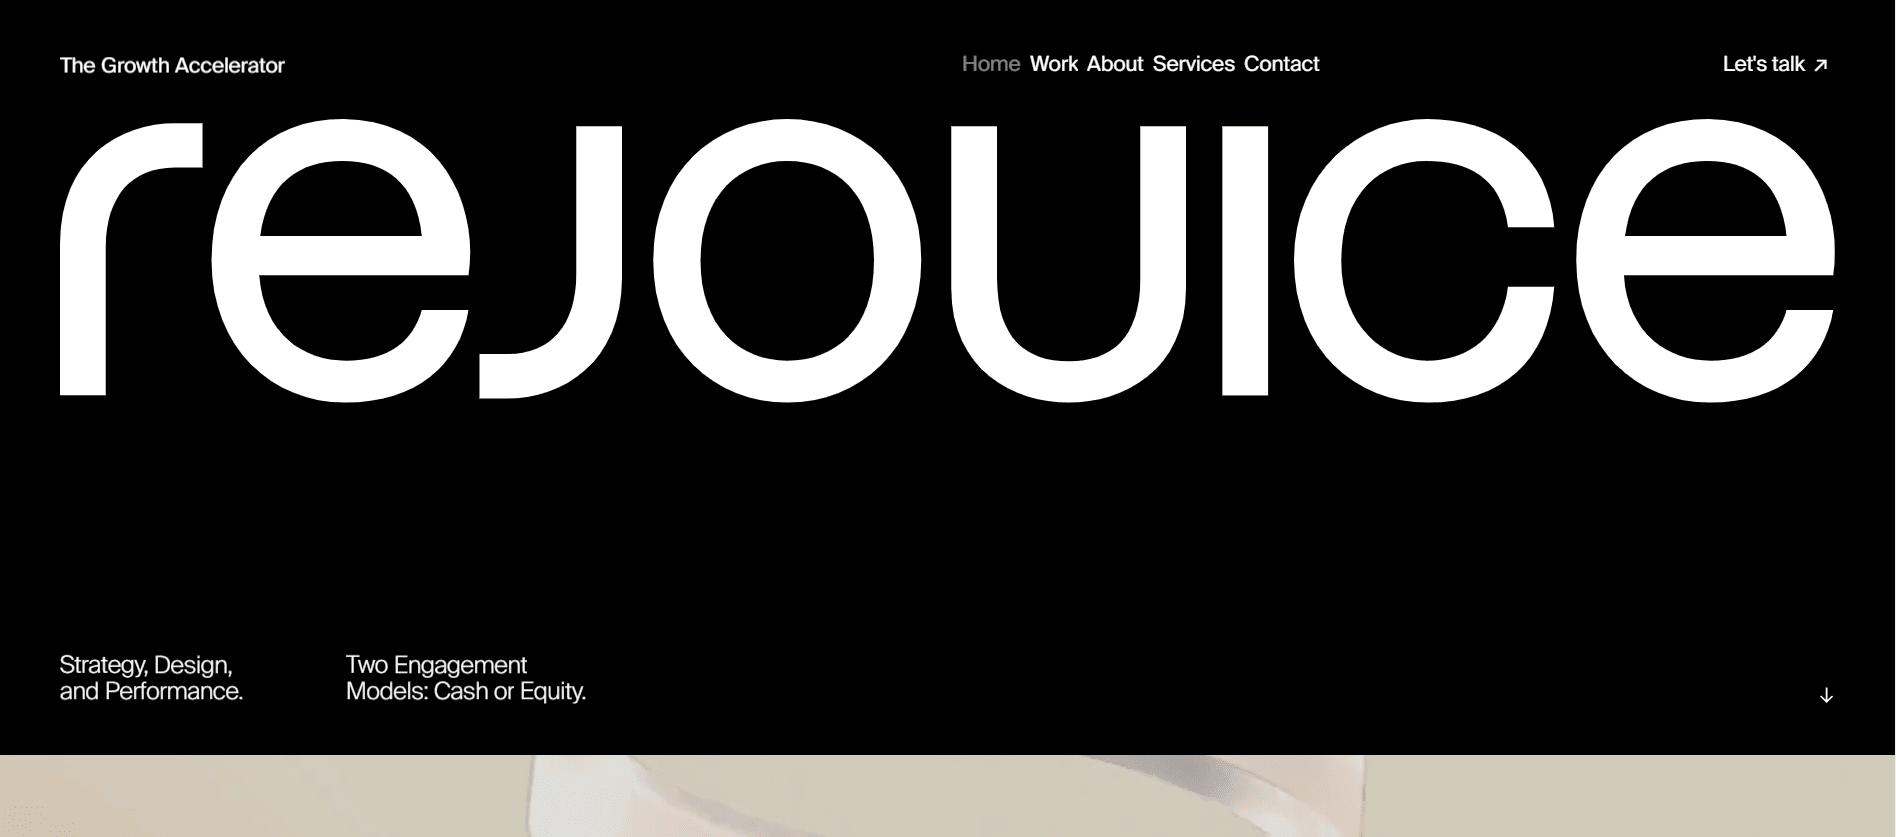 The Growth Accelerator
Home Work About Services Contact
Let's talk ↗
reJOUICe
Strategy, Design,
and Performance.
Two Engagement
Models: Cash or Equity.
↓